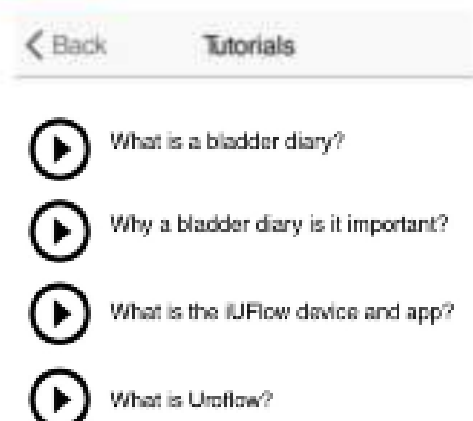 Back Tutorials
What is a bladder diary?
Why a bladder diary is it important?
What is the iUFlow device and app?
What is Uroflow?